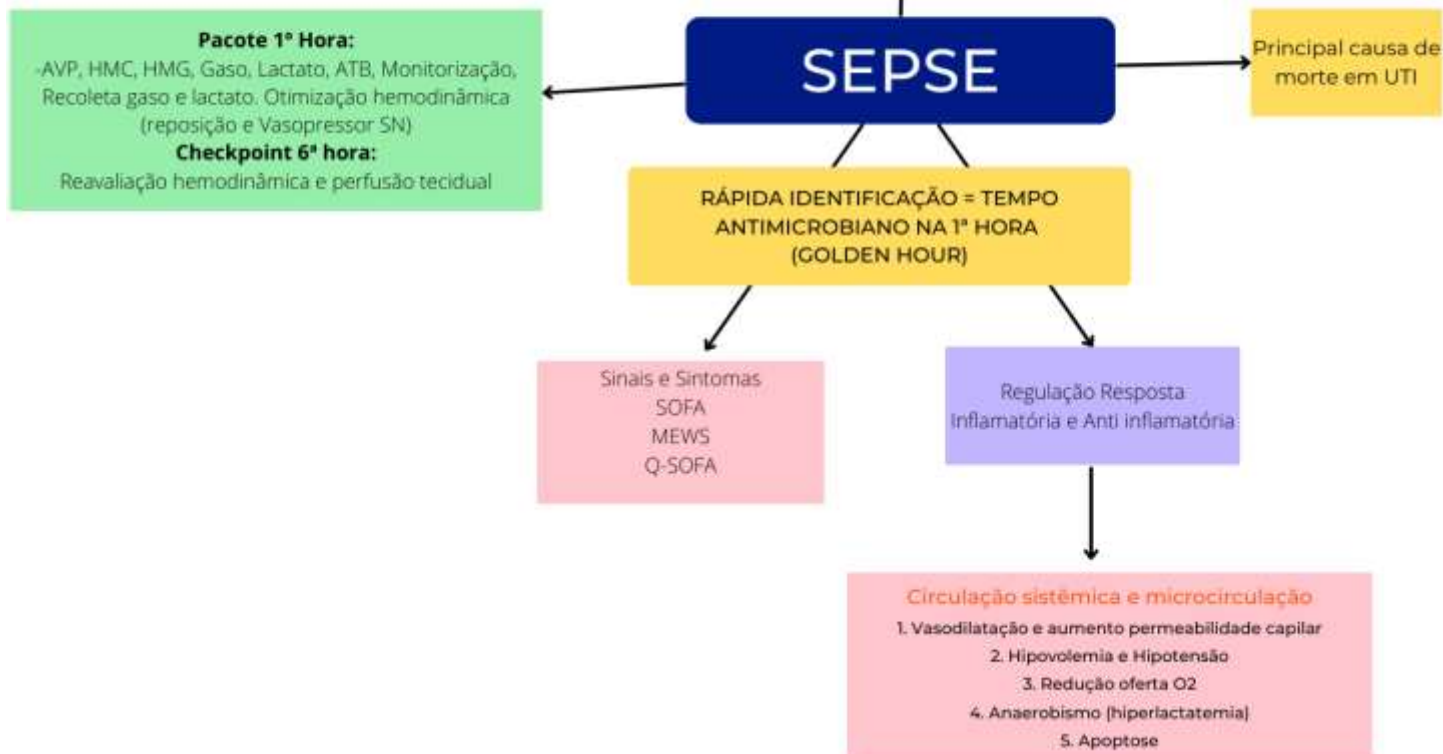 SEPSE
Pacote 1º Hora:
-AVP, HMC, HMG, Gaso, Lactato, ATB, Monitorização,
Recoleta gaso e lactato. Otimização hemodinâmica
(reposição e Vasopressor SN)
Checkpoint 6ª hora:
Reavaliação hemodinâmica e perfusão tecidual
Principal causa de
morte em UTI
RÁPIDA IDENTIFICAÇÃO = TEMPO
ANTIMICROBIANO NA 1ª HORA
(GOLDEN HOUR)
Sinais e Sintomas
SOFA
MEWS
Q-SOFA
Regulação Resposta
Inflamatória e Anti inflamatória
Circulação sistêmica e microcirculação
1. Vasodilatação e aumento permeabilidade capilar
2. Hipovolemia e Hipotensão
3. Redução oferta O2
4. Anaerobismo (hiperlactatemia)
5. Apoptose